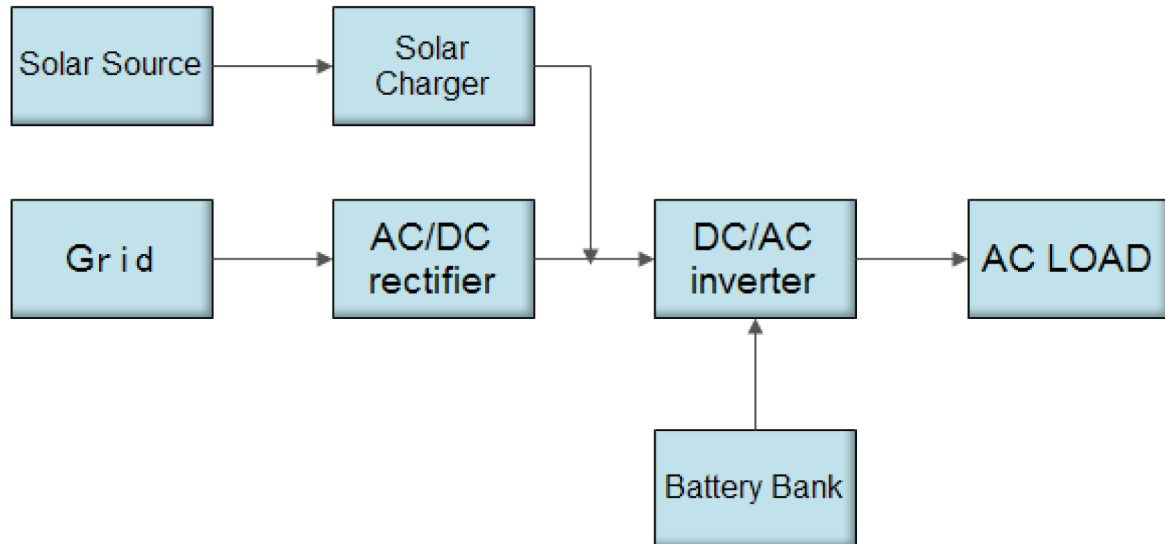 Solar Source
Solar
Charger
Grid
AC/DC
rectifier
DC/AC
inverter
AC LOAD
Battery Bank